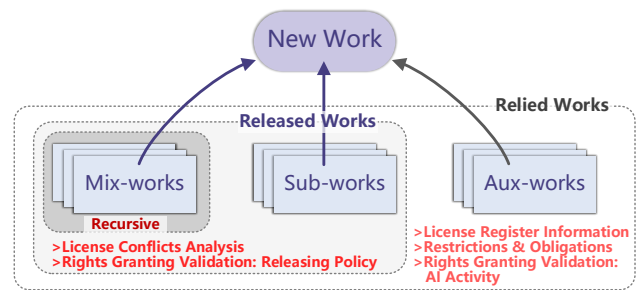 New Work
Relied Works
Released Works
Mix-works
Sub-works
Aux-works
Recursive
>License Conflicts Analysis
>Rights Granting Validation: Releasing Policy
>License Register Information
>Restrictions & Obligations
>Rights Granting Validation:
AI Activity